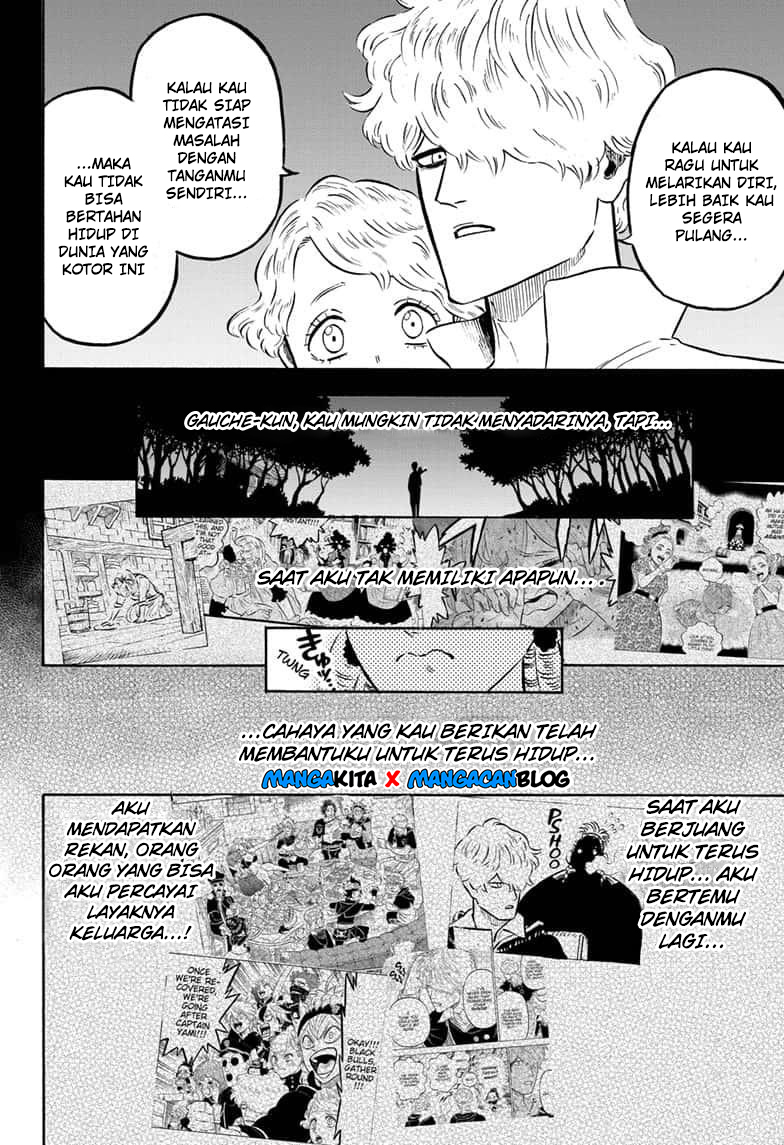 KALAU KAU
RAGU UNTUK
MELARIKAN DIRI,
LEBIH BAIK KAU
SEGERA
PULANG...
KALAU KAU
TIDAK SIAP
MENGATASI
MASALAH
DENGAN
TANGANMU
SENDIRI...
...MAKA
KAU TIDAK
BISA
BERTAHAN
HIDUP DI
DUNIA YANG
KOTOR INI
GAUCHE-KUN, KAU MUNGKIN TIDAK MENYADARINYA, TAPI...
SAAT AKU TAK MEMILIKI APAPUN... .
TWNG
...CAHAYA YANG KAU BERIKAN TELAH
MEMBANTUKU UNTUK TERUS HIDUP...
MANGAKITA X MANGACANBLOG
SAAT AKU
BERJUANG
UNTUK TERUS
HIDUP... AKU
BERTEMU
DENGANMU
LAGI...
PSHOO
AKU
MENDAPATKAN
REKAN, ORANG
ORANG YANG BISA
AKU PERCAYAI
LAYAKNYA
KELUARGA...!
ONCE
WE'RE RE-
COVERED,
WE'RE
GOING
AFTER
CAPTAIN
YAMI!
OKAY!!!
BLACK
BULLS,
GATHER
ROUND!!!